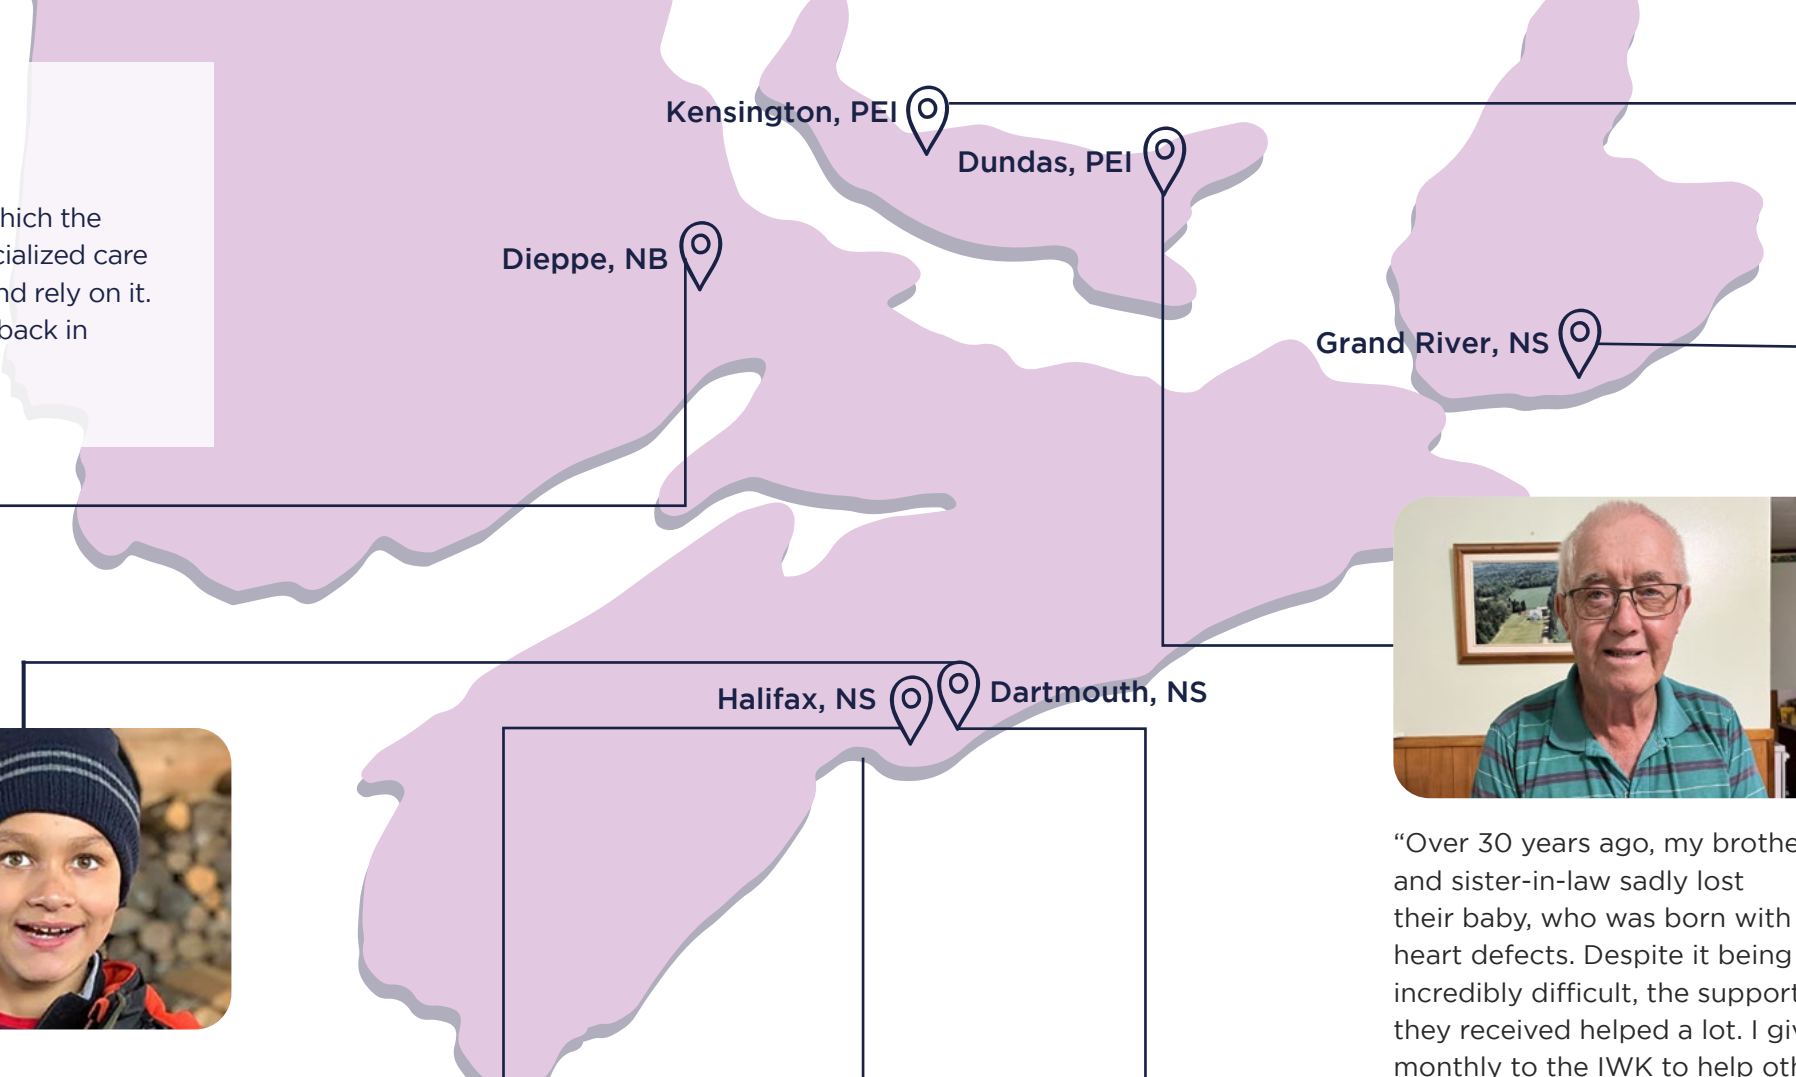 hich the
cialized care
nd rely on it.
back in
Kensington, PEI
Dundas, PEI
Dieppe, NB
Grand River, NS
Halifax, NS
Dartmouth, NS
“Over 30 years ago, my brothe
and sister-in-law sadly lost
their baby, who was born with
heart defects. Despite it being
incredibly difficult, the support
they received helped a lot. I giv
monthly to the IWK to help oth